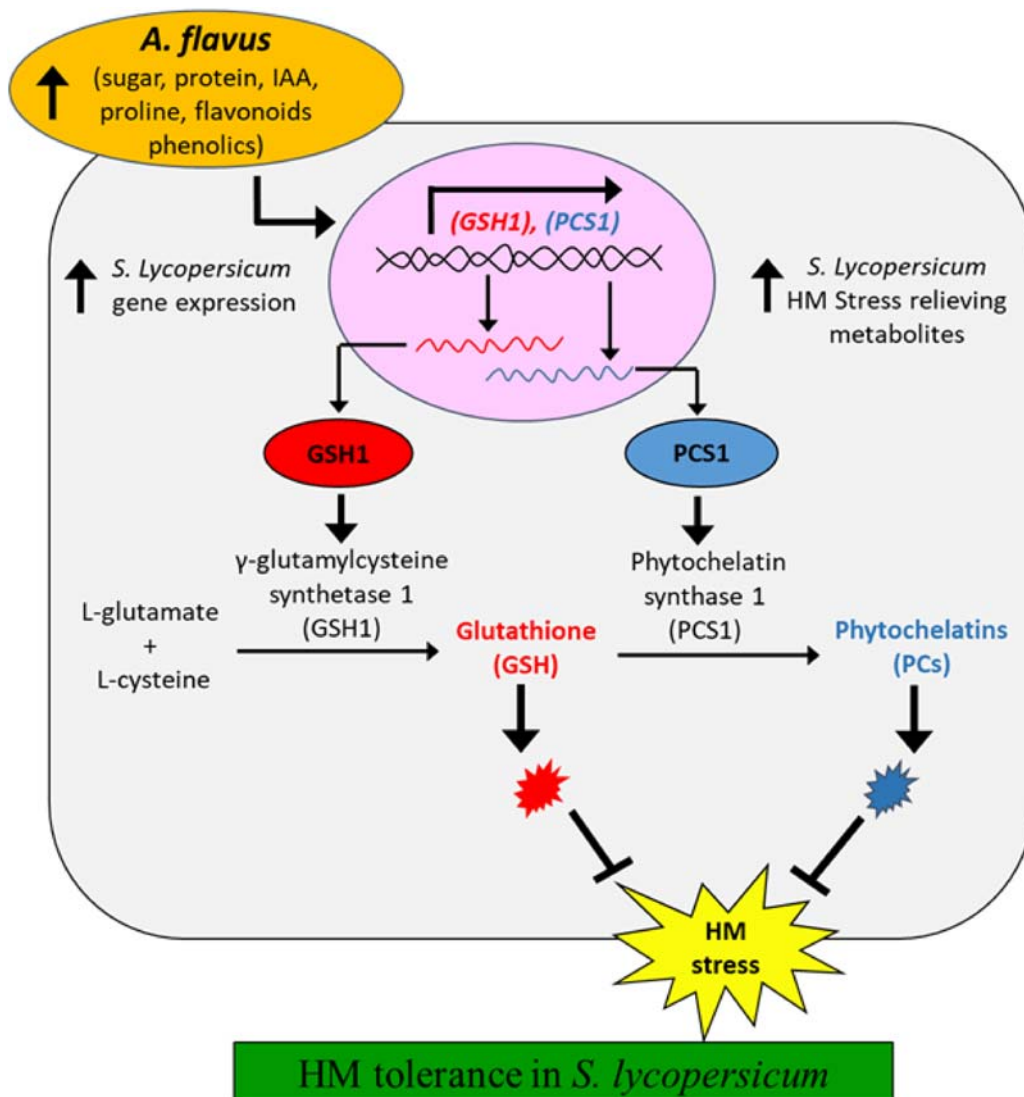 A. flavus
(sugar, protein, IAA,
proline, flavonoids
phenolics)
(GSH1), (PCS1)
S. Lycopersicum
gene expression
S. Lycopersicum
HM Stress relieving
metabolites
GSH1
PCS1
γ-glutamylcysteine
synthetase 1
(GSH1)
Phytochelatin
synthase 1
(PCS1)
L-glutamate
+
L-cysteine
Glutathione
(GSH)
Phytochelatins
(PCs)
HM
stress
HM tolerance in S. lycopersicum